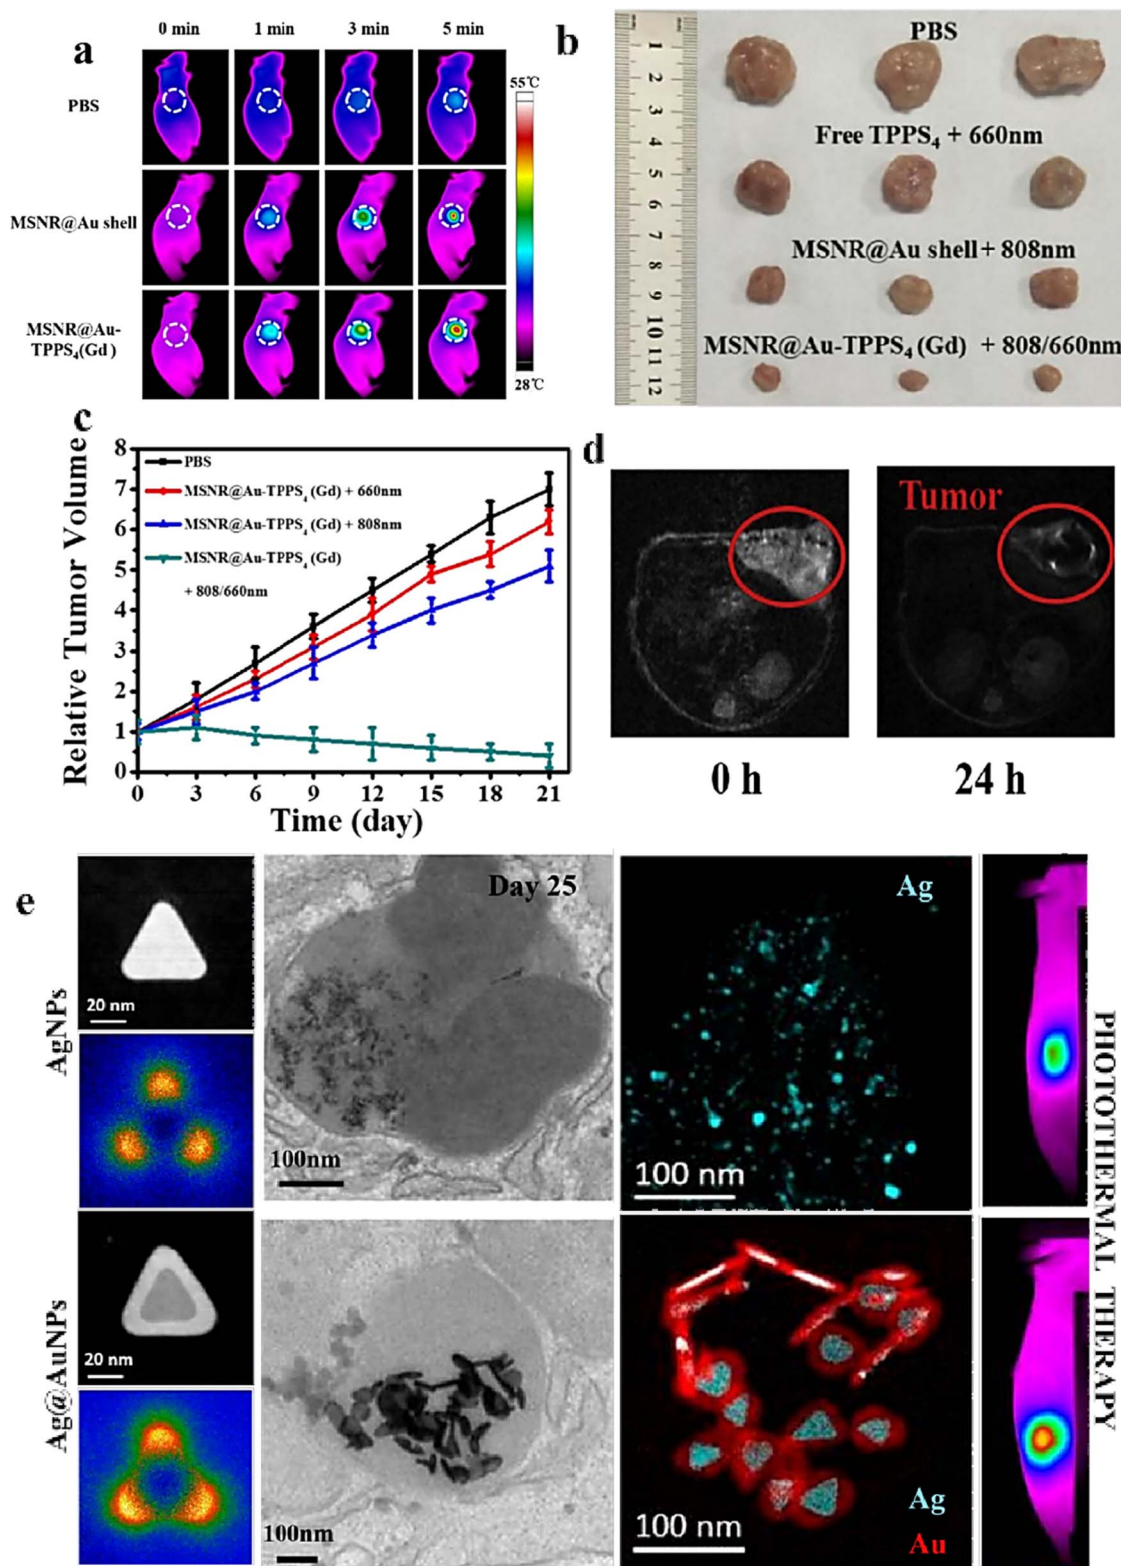 a
0 min
1 min
3 min
5 min
PBS
MSNR@Au shell
MSNR@Au-
TPPS₄(Gd)
55℃
28℃
b
1
2
3
4
5
6
7
8
9
10
11
12
PBS
Free TPPS₄ + 660nm
MSNR@Au shell + 808nm
MSNR@Au-TPPS₄ (Gd) + 808/660nm
c
Relative Tumor Volume
8
7
6
5
4
3
2
1
0
PBS
MSNR@Au-TPPS₄ (Gd) + 660nm
MSNR@Au-TPPS₄ (Gd) + 808nm
MSNR@Au-TPPS₄ (Gd)
+ 808/660nm
0 3 6 9 12 15 18 21
Time (day)
d
Tumor
0 h
24 h
e
AgNPs
20 nm
Day 25
100nm
Ag
100 nm
Ag@AuNPs
20 nm
100nm
Ag
Au
100 nm
PHOTOTHERMAL THERAPY